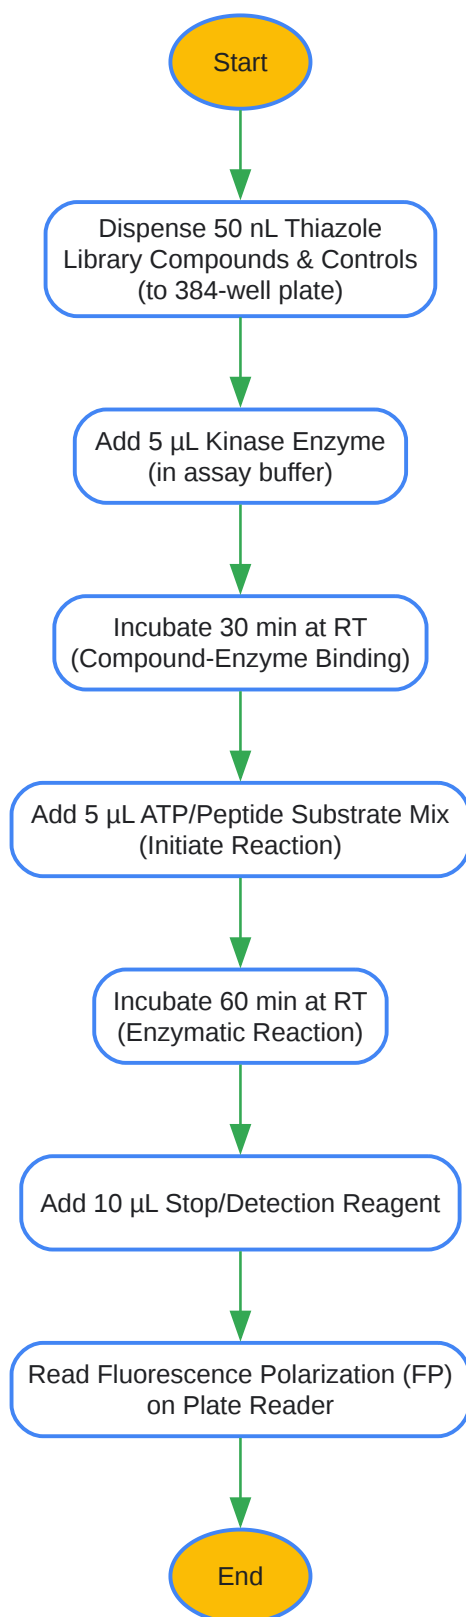 Start
Dispense 50 nL Thiazole
Library Compounds & Controls
(to 384-well plate)
Add 5 µL Kinase Enzyme
(in assay buffer)
Incubate 30 min at RT
(Compound-Enzyme Binding)
Add 5 µL ATP/Peptide Substrate Mix
(Initiate Reaction)
Incubate 60 min at RT
(Enzymatic Reaction)
Add 10 µL Stop/Detection Reagent
Read Fluorescence Polarization (FP)
on Plate Reader
End